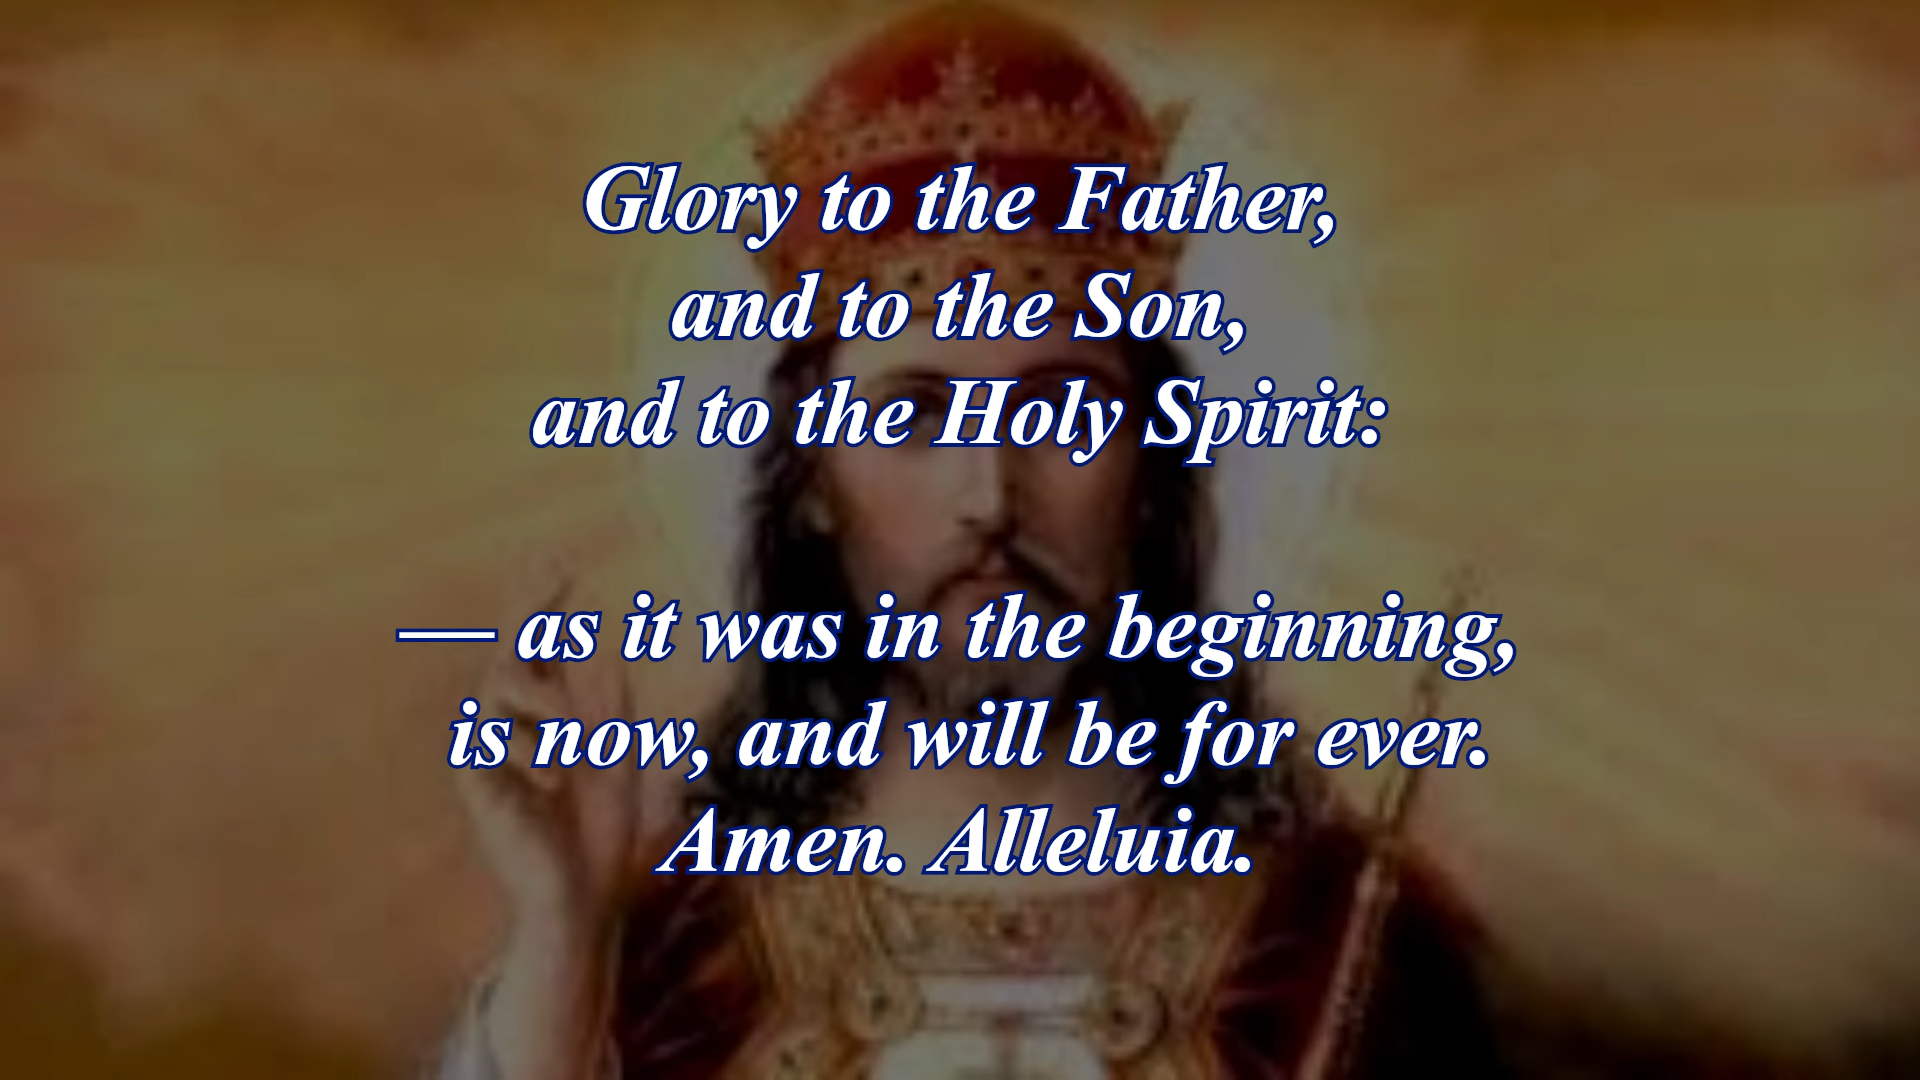 Glory to the Father,
and to the Son,
and to the Holy Spirit:
— as it was in the beginning,
is now, and will be for ever.
Amen. Alleluia.